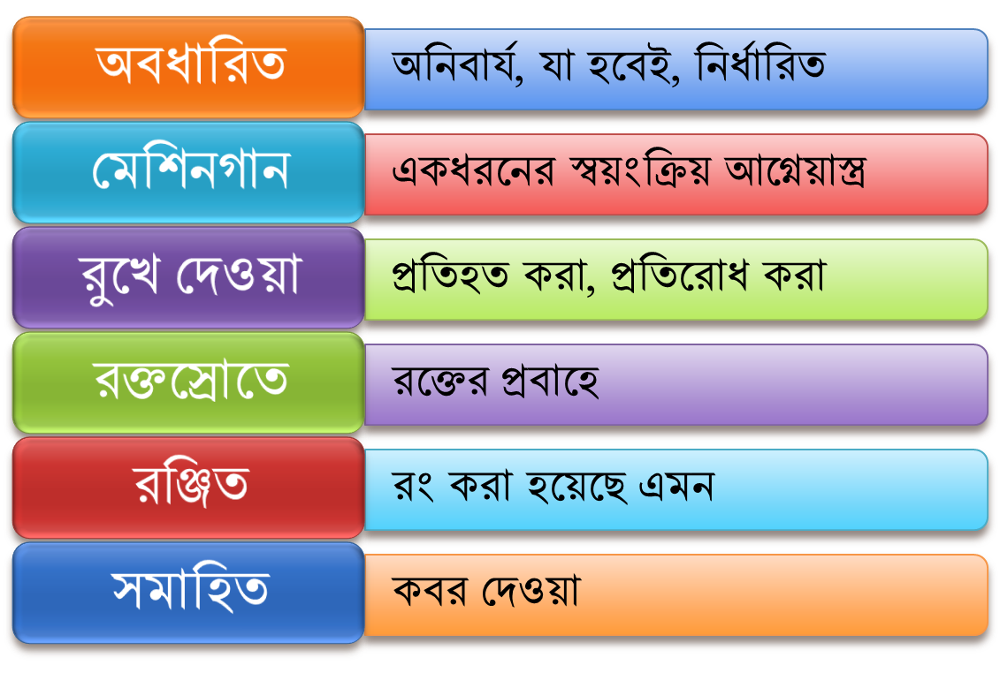 অবধারিত
অনিবার্য, যা হবেই, নির্ধারিত
মেশিনগান
একধরনের স্বয়ংক্রিয় আগ্নেয়াস্ত্র
রুখে দেওয়া
প্রতিহত করা, প্রতিরোধ করা
রক্তস্রোতে
রক্তের প্রবাহে
রঞ্জিত
রং করা হয়েছে এমন
সমাহিত
কবর দেওয়া